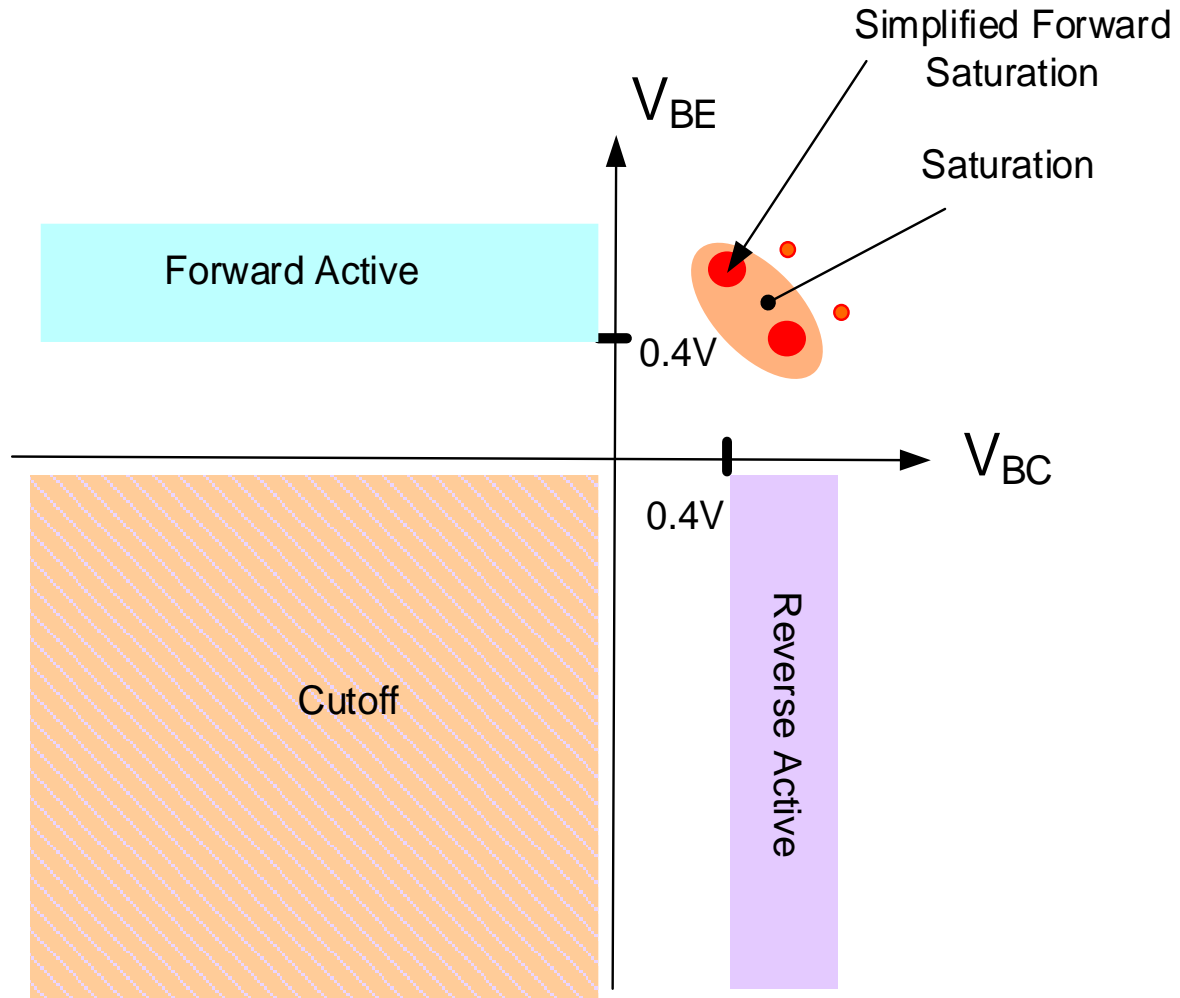 Simplified Forward
Saturation
VBE
Saturation
Forward Active
0.4V
VBC
0.4V
Reverse Active
Cutoff